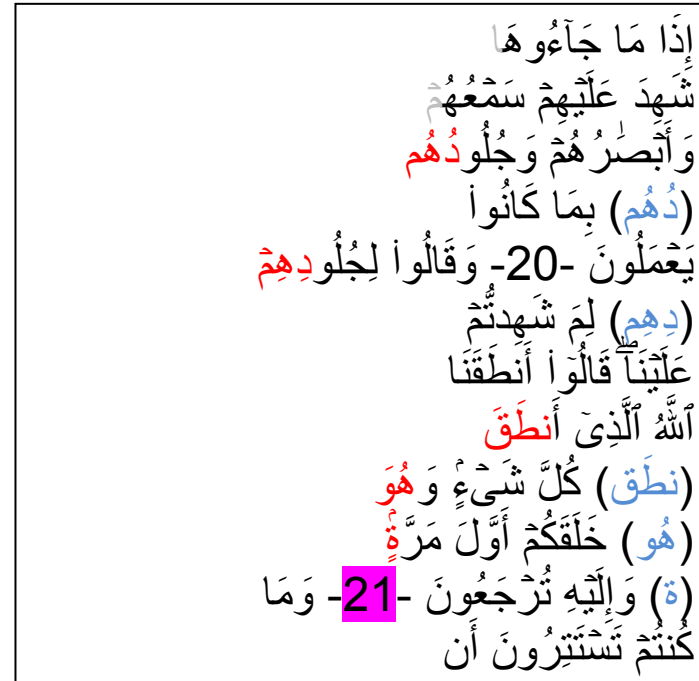 إِذَا مَا جَآءُوهَا
شَهِدَ عَلَيۡهِمۡ سَمۡعُهُمۡ
وَأَبۡصَٰرُهُمۡ وَجُلُودُهُم
(دُهُم) بِمَا كَانُواْ
يَعۡمَلُونَ -20- وَقَالُواْ لِجُلُودِهِمۡ
(دِهِم) لِمَ شَهِدتُّمۡ
عَلَيۡنَاۖ قَالُوٓاْ أَنطَقَنَا
ٱللَّهُ ٱلَّذِىٓ أَنطَقَ
(نطَق) كُلَّ شَىۡءٖ وَهُوَ
(هُو) خَلَقَكُمۡ أَوَّلَ مَرَّةٖ
(ة) وَإِلَيۡهِ تُرۡجَعُونَ -21- وَمَا
كُنتُمۡ تَسۡتَتِرُونَ أَن